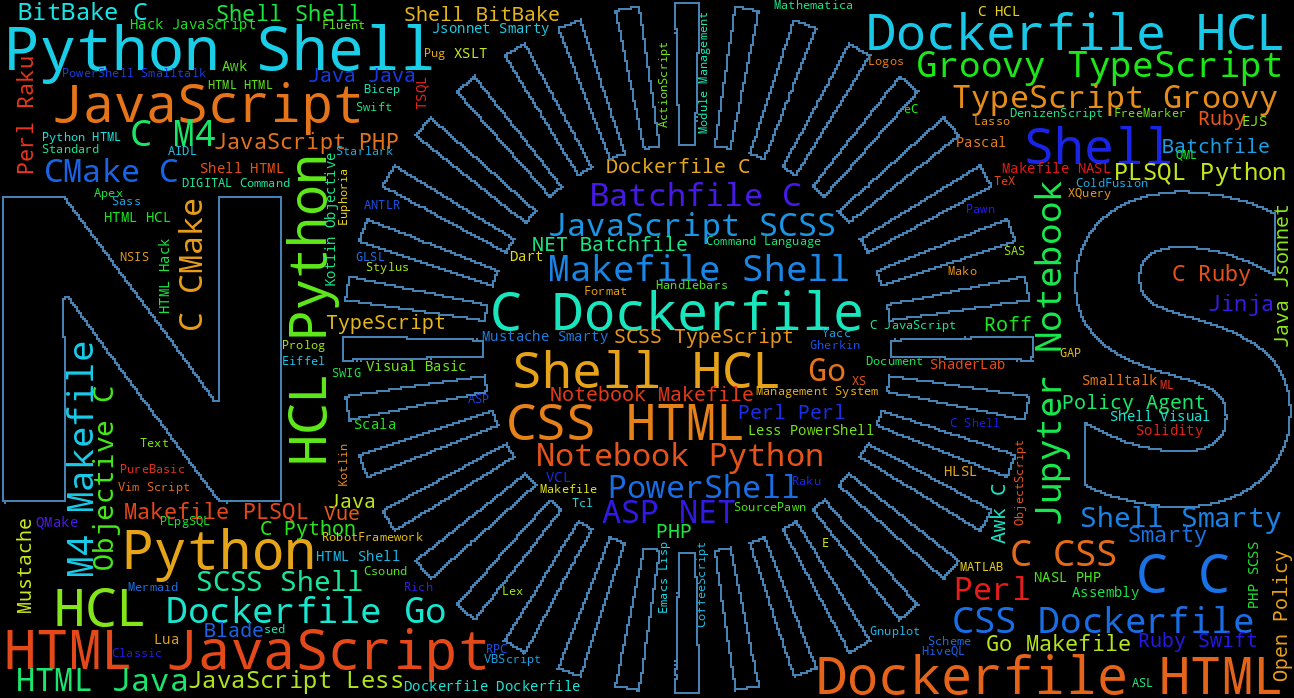 BitBake C
Shell Shell
Shell BitBake
Mathematica
C HCL
Hack JavaScript
Fluent
Jsonnet Smarty
Dockerfile HCL
Python Shell
Pug
XSLT
Logos
Groovy TypeScript
PowerShell Smalltalk
Awk
Java Java
ActionScript
Module Management
HTML HTML
Bicep
TSQL
TypeScript Groovy
JavaScript
Swift
eC
Perl Raku
Lasso
DenizenScript
FreeMarker
Ruby
EJS
Python HTML
C M4
JavaScript PHP
Pascal
Shell
Batchfile
Standard
AIDL
Starlark
QML
CMake C
Shell HTML
Dockerfile C
Makefile NASL
PLSQL Python
DIGITAL Command
TeX
ColdFusion
Batchfile C
XQuery
Apex
Sass
Euphoria
Kotlin Objective
ANTLR
Pawn
HTML HCL
JavaScript SCSS
NET Batchfile
Command Language
SAS
NSIS
HTML Hack
C CMake
Python
GLSL
Dart
Stylus
Makefile Shell
Mako
Notebook
C Ruby
Format
Handlebars
Jinja
Java Jsonnet
C Dockerfile
TypeScript
C JavaScript
Roff
Mustache Smarty
SCSS TypeScript
Yacc
Gherkin
Prolog
Eiffel
GAP
SWIG
Visual Basic
Shell HCL
Go
XS
Document
ShaderLab
Smalltalk
ML
Notebook Makefile
Management System
ASP
Policy Agent
M4 Makefile
Objective C
HCL
CSS HTML
Perl Perl
Shell Visual
Scala
Less PowerShell
C Shell
Solidity
Text
Kotlin
Notebook Python
Jupyter
PureBasic
HLSL
ObjectScript
Vim Script
VCL
PowerShell
Raku
Makefile
Makefile PLSQL
Vue
Java
Tcl
ASP NET
SourcePawn
Awk C
Shell Smarty
Mustache
QMake
PLpgSQL
C Python
PHP
Smarty
Python
RobotFramework
E
HTML Shell
Emacs Lisp
CoffeeScript
C CSS
C C
PHP SCSS
Open Policy
SCSS Shell
Csound
MATLAB
NASL PHP
Mermaid
Rich
Lex
Perl
Assembly
HCL
Dockerfile Go
CSS Dockerfile
Blade
sed
Gnuplot
Lua
Scheme
Go Makefile
Ruby Swift
HTML JavaScript
Classic
RPC
HiveQL
VBScript
HTML Java
JavaScript Less
Dockerfile Dockerfile
Dockerfile HTML
ASL